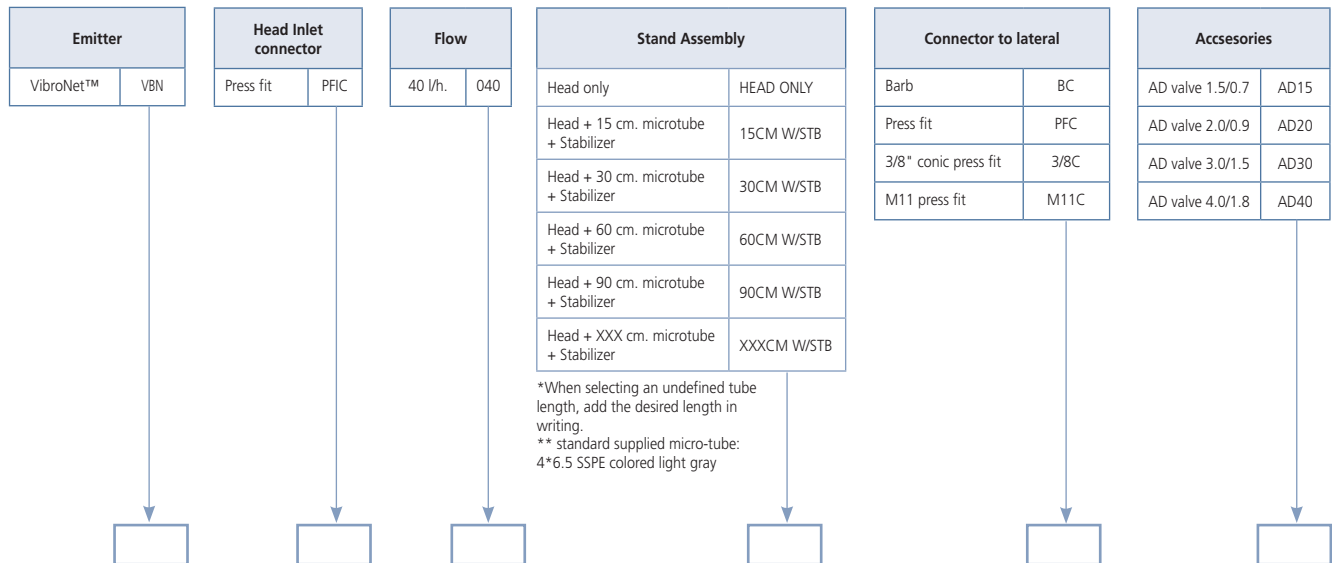 Emitter
VibroNet™ VBN
Head Inlet
connector
Press fit PFIC
Flow
40 l/h. 040
Stand Assembly
Head only HEAD ONLY
Head + 15 cm. microtube
+ Stabilizer
15CM W/STB
Head + 30 cm. microtube
+ Stabilizer
30CM W/STB
Head + 60 cm. microtube
+ Stabilizer
60CM W/STB
Head + 90 cm. microtube
+ Stabilizer
90CM W/STB
Head + XXX cm. microtube
+ Stabilizer
XXXCM W/STB
*When selecting an undefined tube
length, add the desired length in
writing.
** standard supplied micro-tube:
4*6.5 SSPE colored light gray
Connector to lateral
Barb BC
Press fit PFC
3/8" conic press fit 3/8C
M11 press fit M11C
Accsesories
AD valve 1.5/0.7 AD15
AD valve 2.0/0.9 AD20
AD valve 3.0/1.5 AD30
AD valve 4.0/1.8 AD40